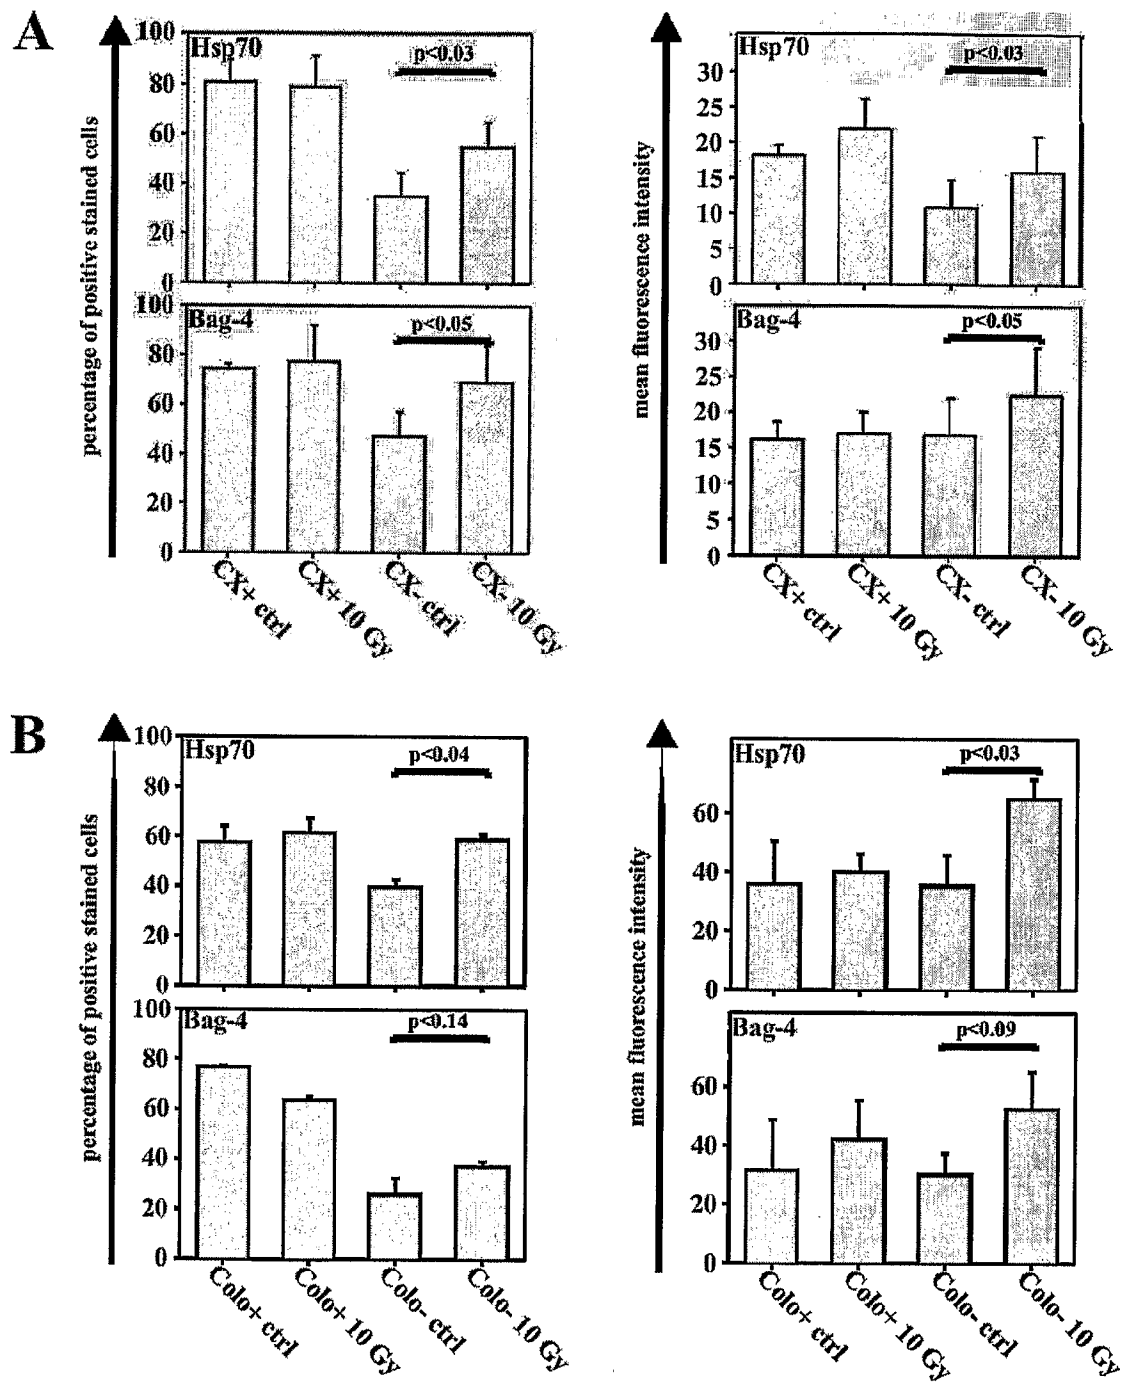 A
percentage of positive stained cells
100
80
60
40
20
0
Hsp70
p<0.03
100
80
60
40
20
0
Bag-4
p<0.05
CX+ ctrl
CX+ 10 Gy
CX- ctrl
CX- 10 Gy
mean fluorescence intensity
30
25
20
15
10
5
0
Hsp70
p<0.03
30
25
20
15
10
5
0
Bag-4
p<0.05
CX+ ctrl
CX+ 10 Gy
CX- ctrl
CX- 10 Gy
B
percentage of positive stained cells
100
80
60
40
20
0
Hsp70
p<0.04
100
80
60
40
20
0
Bag-4
p<0.14
Colo+ ctrl
Colo+ 10 Gy
Colo- ctrl
Colo- 10 Gy
mean fluorescence intensity
60
40
20
0
Hsp70
p<0.03
60
40
20
0
Bag-4
p<0.09
Colo+ ctrl
Colo+ 10 Gy
Colo- ctrl
Colo- 10 Gy